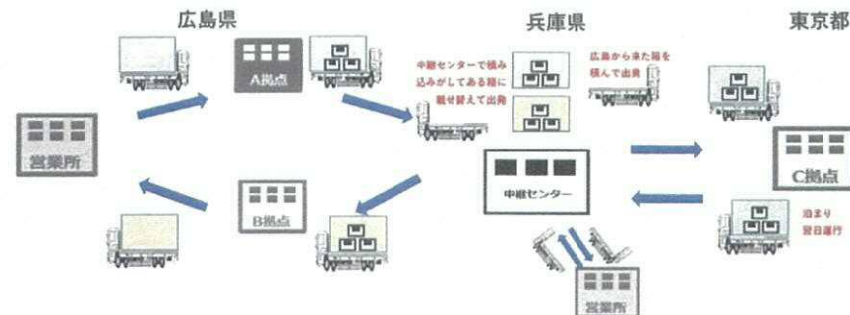 広島県
兵庫県
東京都
A拠点
中継センターで積み
込みがしてある箱に
載せ替えて出発
広島から来た箱を
積んで出発
営業所
B拠点
中継センター
C拠点
泊まり
翌日運行
営業所